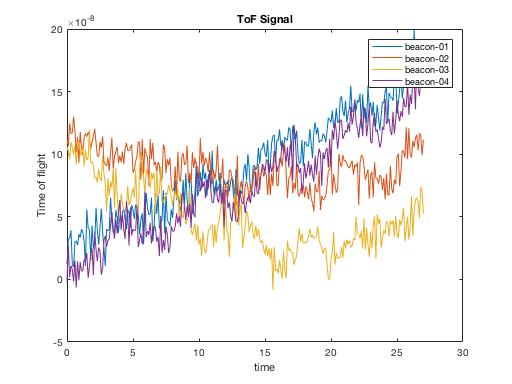 ToF Signal
×10⁻⁸
20
15
10
5
0
-5
Time of flight
0 5 10 15 20 25 30
time
beacon-01
beacon-02
beacon-03
beacon-04